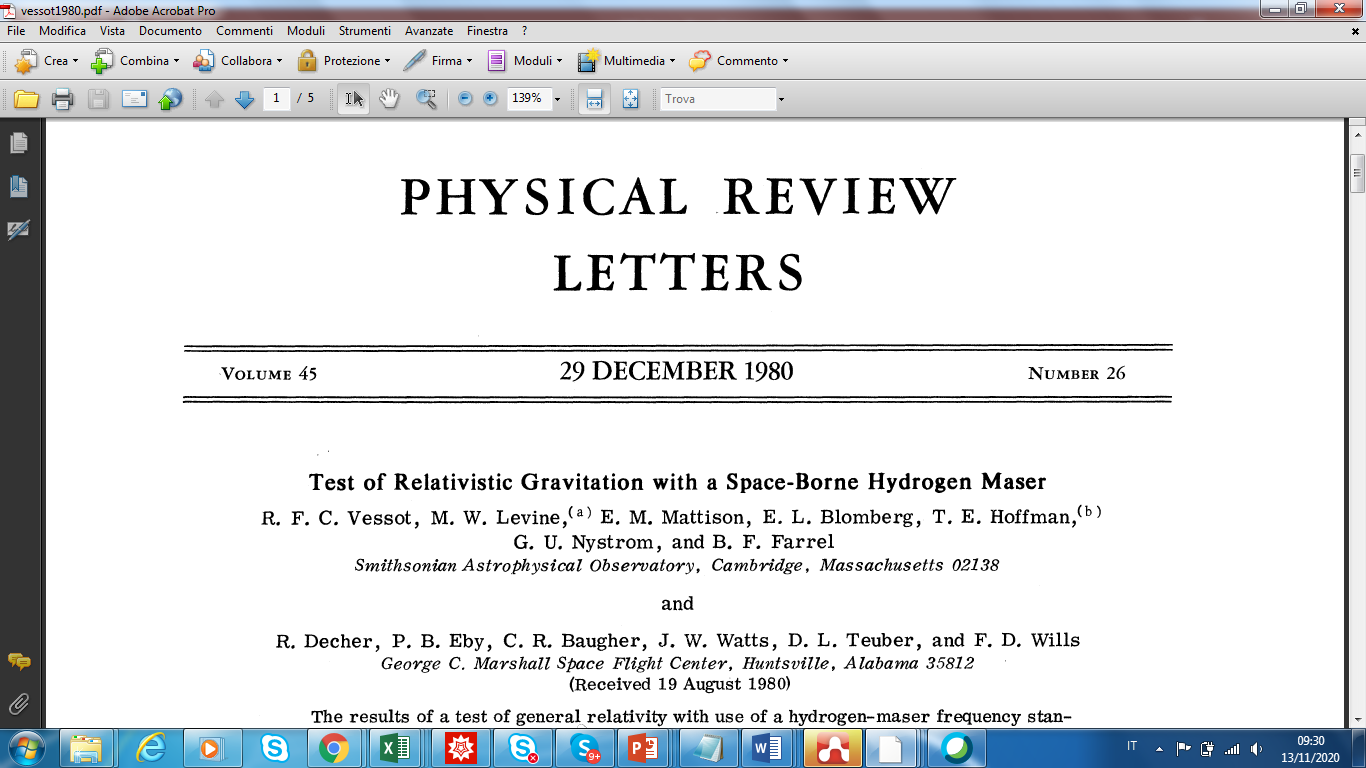 vessot1980.pdf - Adobe Acrobat Pro
File Modifica Vista Documento Commenti Moduli Strumenti Avanzate Finestra ?
Crea Combina Collabora Protezione Firma Moduli Multimedia Commento
1 / 5 139% Trova
PHYSICAL REVIEW
LETTERS
VOLUME 45 29 DECEMBER 1980 NUMBER 26
Test of Relativistic Gravitation with a Space-Borne Hydrogen Maser
R. F. C. Vessot, M. W. Levine,(a) E. M. Mattison, E. L. Blomberg, T. E. Hoffman,(b)
G. U. Nystrom, and B. F. Farrel
Smithsonian Astrophysical Observatory, Cambridge, Massachusetts 02138
and
R. Decher, P. B. Eby, C. R. Baugher, J. W. Watts, D. L. Teuber, and F. D. Wills
George C. Marshall Space Flight Center, Huntsville, Alabama 35812
(Received 19 August 1980)
The results of a test of general relativity with use of a hydrogen-maser frequency stan-
IT 09:30
13/11/2020